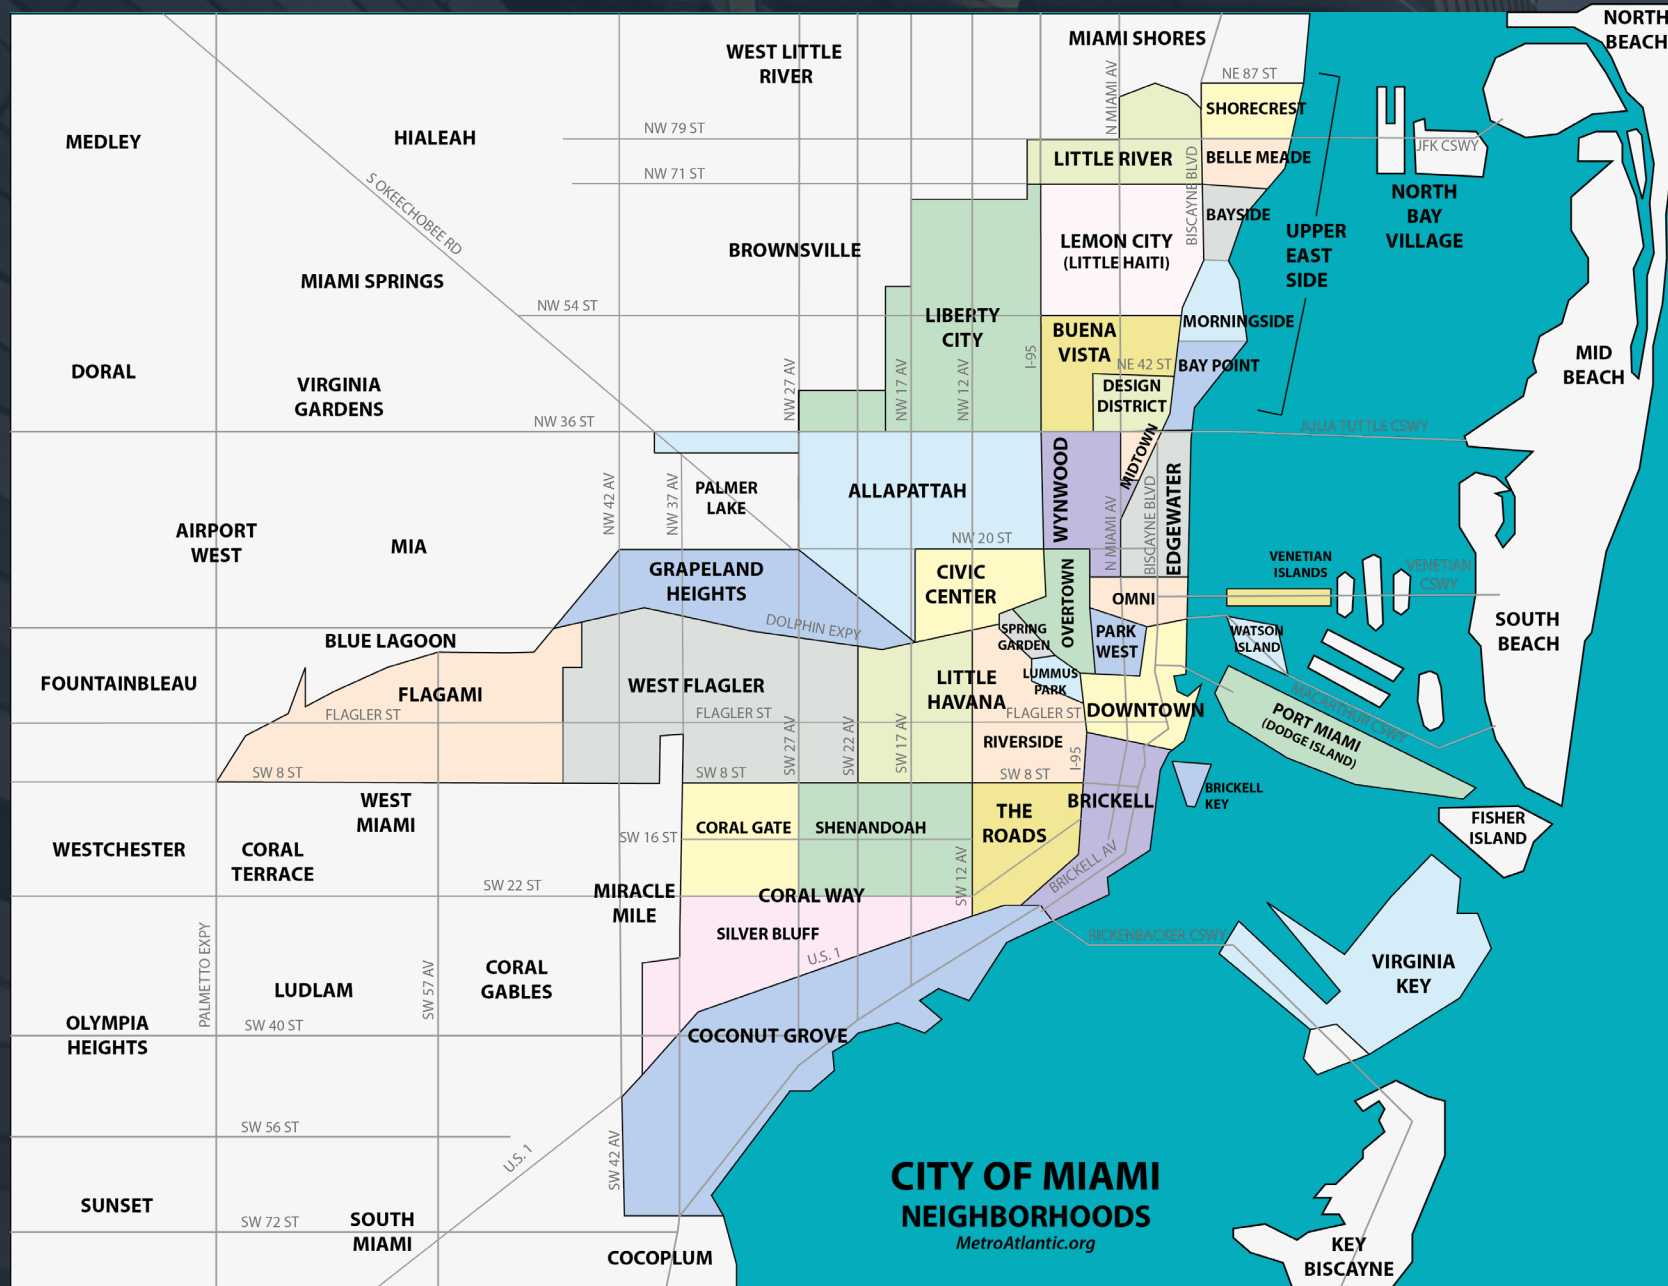 NORTH
BEACH
MIAMI SHORES
WEST LITTLE
RIVER
NE 87 ST
N MIAMI AV
SHORECREST
MEDLEY
HIALEAH
NW 79 ST
JFK CSWY
LITTLE RIVER
BELLE MEADE
NW 71 ST
S OKEECHOBEE RD
BISCAYNE BLVD
BAYSIDE
NORTH
BAY
VILLAGE
UPPER
EAST
SIDE
BROWNSVILLE
LEMON CITY
(LITTLE HAITI)
MIAMI SPRINGS
NW 54 ST
LIBERTY
CITY
BUENA
VISTA
MORNINGSIDE
I-95
NE 42 ST
BAY POINT
MID
BEACH
DORAL
VIRGINIA
GARDENS
NW 27 AV
NW 17 AV
NW 12 AV
DESIGN
DISTRICT
NW 36 ST
JULIA TUTTLE CSWY
MIDTOWN
WYNWOOD
EDGEWATER
NW 42 AV
NW 37 AV
PALMER
LAKE
ALLAPATTAH
N MIAMI AV
BISCAYNE BLVD
AIRPORT
WEST
MIA
NW 20 ST
VENETIAN
ISLANDS
VENETIAN
CSWY
GRAPELAND
HEIGHTS
CIVIC
CENTER
OVERTOWN
OMNI
DOLPHIN EXPY
SPRING
GARDEN
PARK
WEST
WATSON
ISLAND
SOUTH
BEACH
BLUE LAGOON
FOUNTAINBLEAU
FLAGAMI
WEST FLAGLER
LITTLE
HAVANA
LUMMUS
PARK
FLAGLER ST
FLAGLER ST
FLAGLER ST
DOWNTOWN
MACARTHUR CSWY
PORT MIAMI
(DODGE ISLAND)
SW 27 AV
SW 22 AV
SW 17 AV
RIVERSIDE
I-95
SW 8 ST
SW 8 ST
SW 8 ST
BRICKELL
KEY
WEST
MIAMI
BRICKELL
THE
ROADS
CORAL GATE
SHENANDOAH
FISHER
ISLAND
SW 16 ST
WESTCHESTER
CORAL
TERRACE
SW 12 AV
BRICKELL AV
SW 22 ST
MIRACLE
MILE
CORAL WAY
SILVER BLUFF
RICKENBACKER CSWY
U.S. 1
PALMETTO EXPY
SW 57 AV
LUDLAM
CORAL
GABLES
VIRGINIA
KEY
OLYMPIA
HEIGHTS
SW 40 ST
COCONUT GROVE
SW 56 ST
U.S. 1
SW 42 AV
CITY OF MIAMI
NEIGHBORHOODS
MetroAtlantic.org
SUNSET
SW 72 ST
SOUTH
MIAMI
COCOPLUM
KEY
BISCAYNE